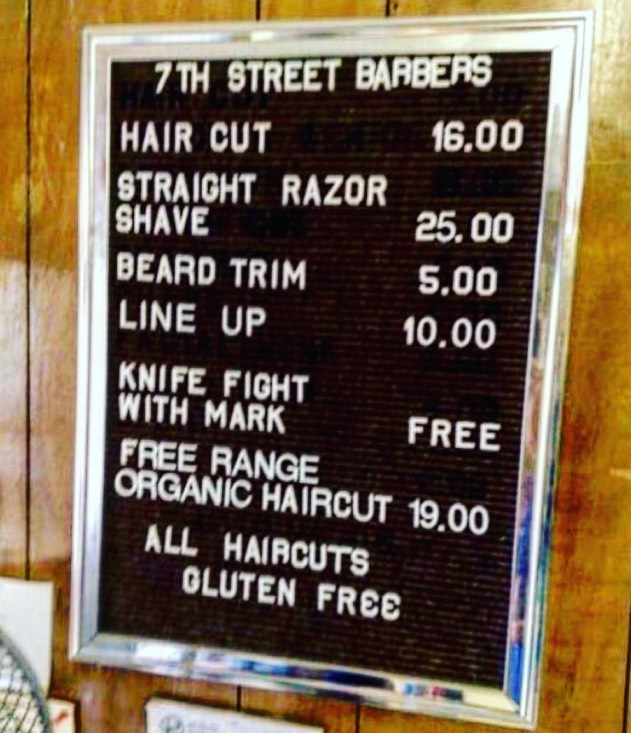 7TH STREET BARBERS
HAIR CUT 16.00
STRAIGHT RAZOR
SHAVE 25.00
BEARD TRIM 5.00
LINE UP 10.00
KNIFE FIGHT
WITH MARK FREE
FREE RANGE
ORGANIC HAIRCUT 19.00
ALL HAIRCUTS
GLUTEN FREE